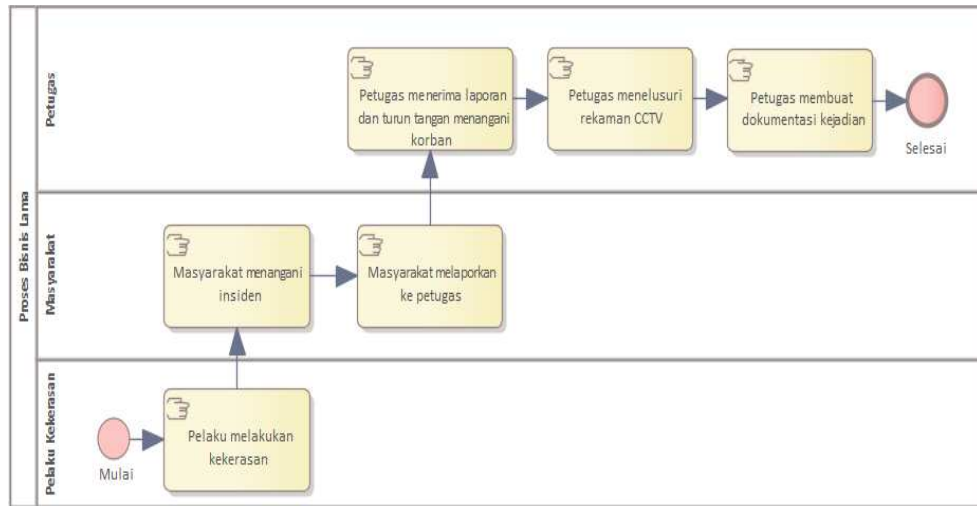 Proses Bisnis Lama
Petugas
Petugas menerima laporan
dan turun tangan menangani
korban
Petugas menelusuri
rekaman CCTV
Petugas membuat
dokumentasi kejadian
Selesai
Masyarakat
Masyarakat menangani
insiden
Masyarakat melaporkan
ke petugas
Pelaku Kekerasan
Mulai
Pelaku melakukan
kekerasan